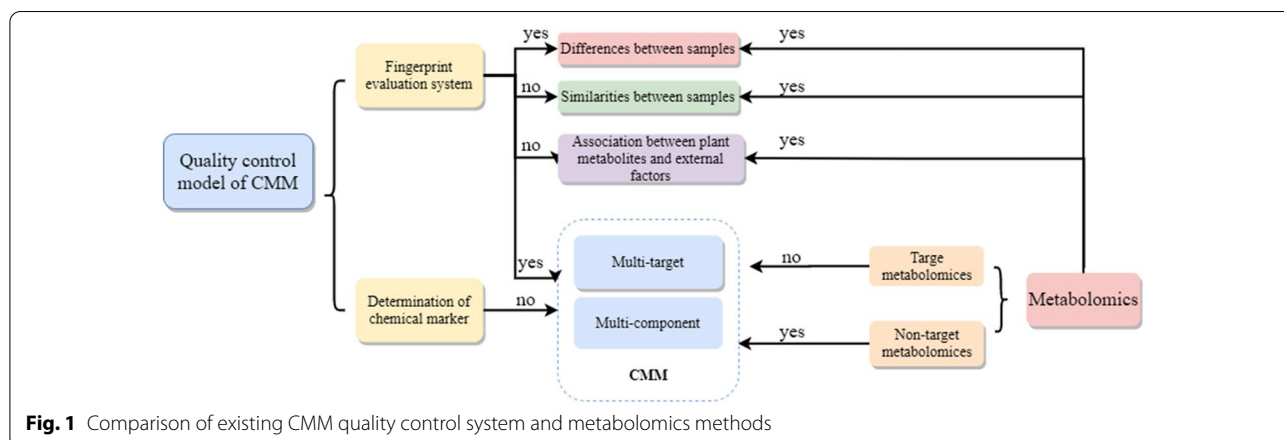 yes
Differences between samples
yes
Fingerprint
evaluation system
no
Similarities between samples
yes
no
Association between plant
metabolites and external
factors
yes
Quality control
model of CMM
yes
Multi-target
no
Targe
metabolomices
Determination of
chemical marker
no
Multi-component
yes
Non-target
metabolomices
Metabolomics
CMM
Fig. 1 Comparison of existing CMM quality control system and metabolomics methods